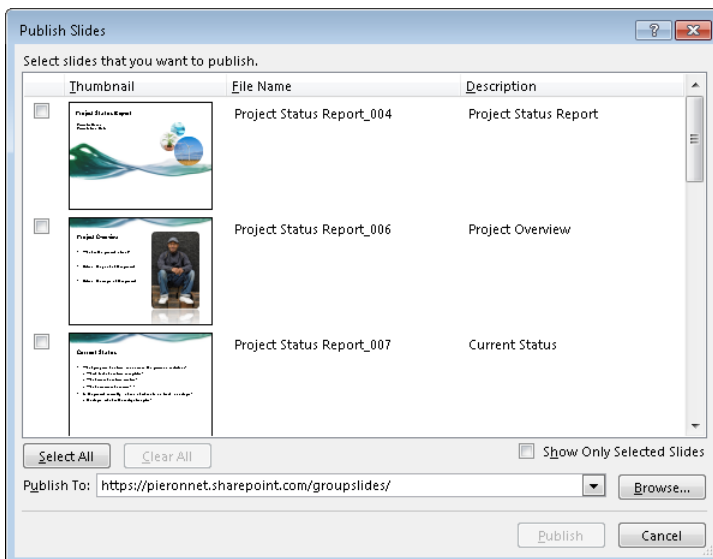 Publish Slides
Select slides that you want to publish.
Thumbnail File Name Description
Project Status Report
Project Status Report_004 Project Status Report
Project Overview
Project Status Report_006 Project Overview
Current Status
Project Status Report_007 Current Status
Select All Clear All Show Only Selected Slides
Publish To: https://pieronnet.sharepoint.com/groupslides/ Browse...
Publish Cancel